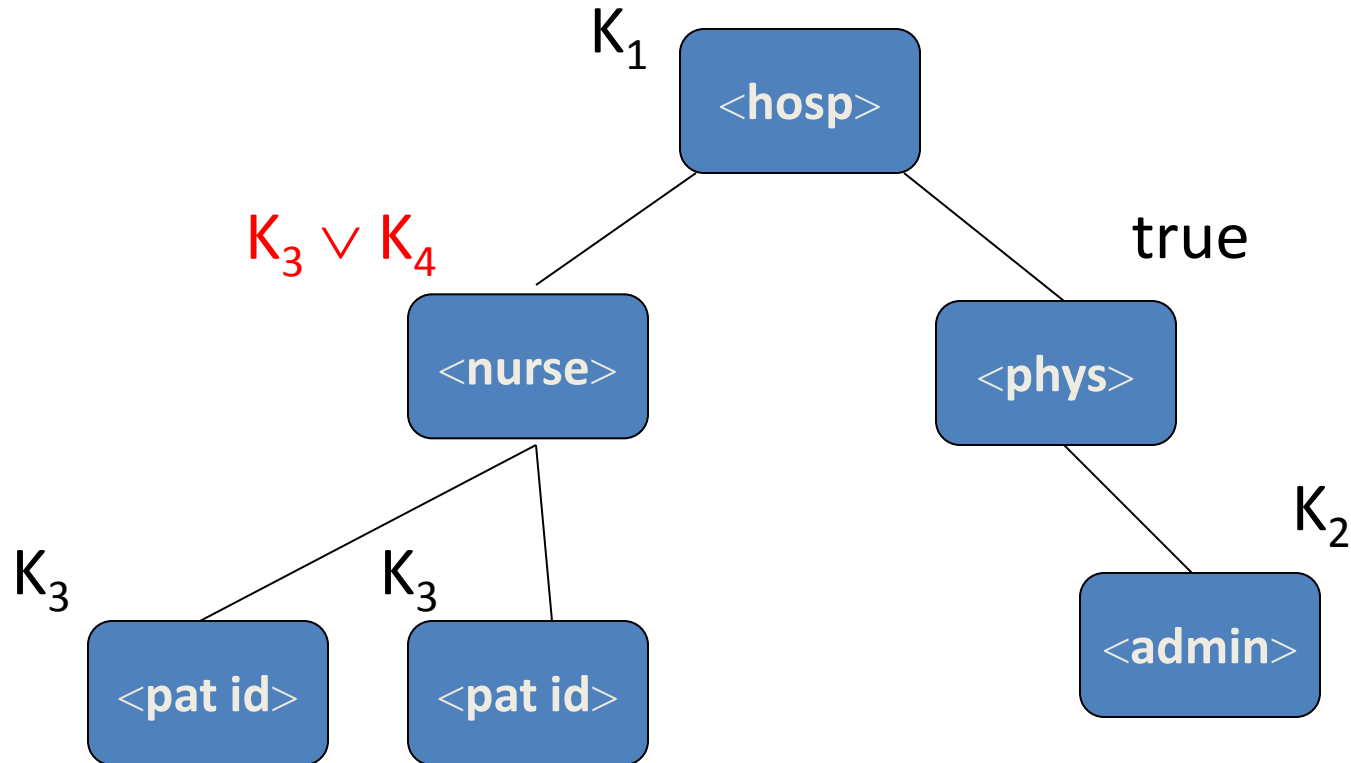 K₁
<hosp>
K₃ ∨ K₄
true
<nurse>
<phys>
K₂
K₃
K₃
<admin>
<pat id>
<pat id>